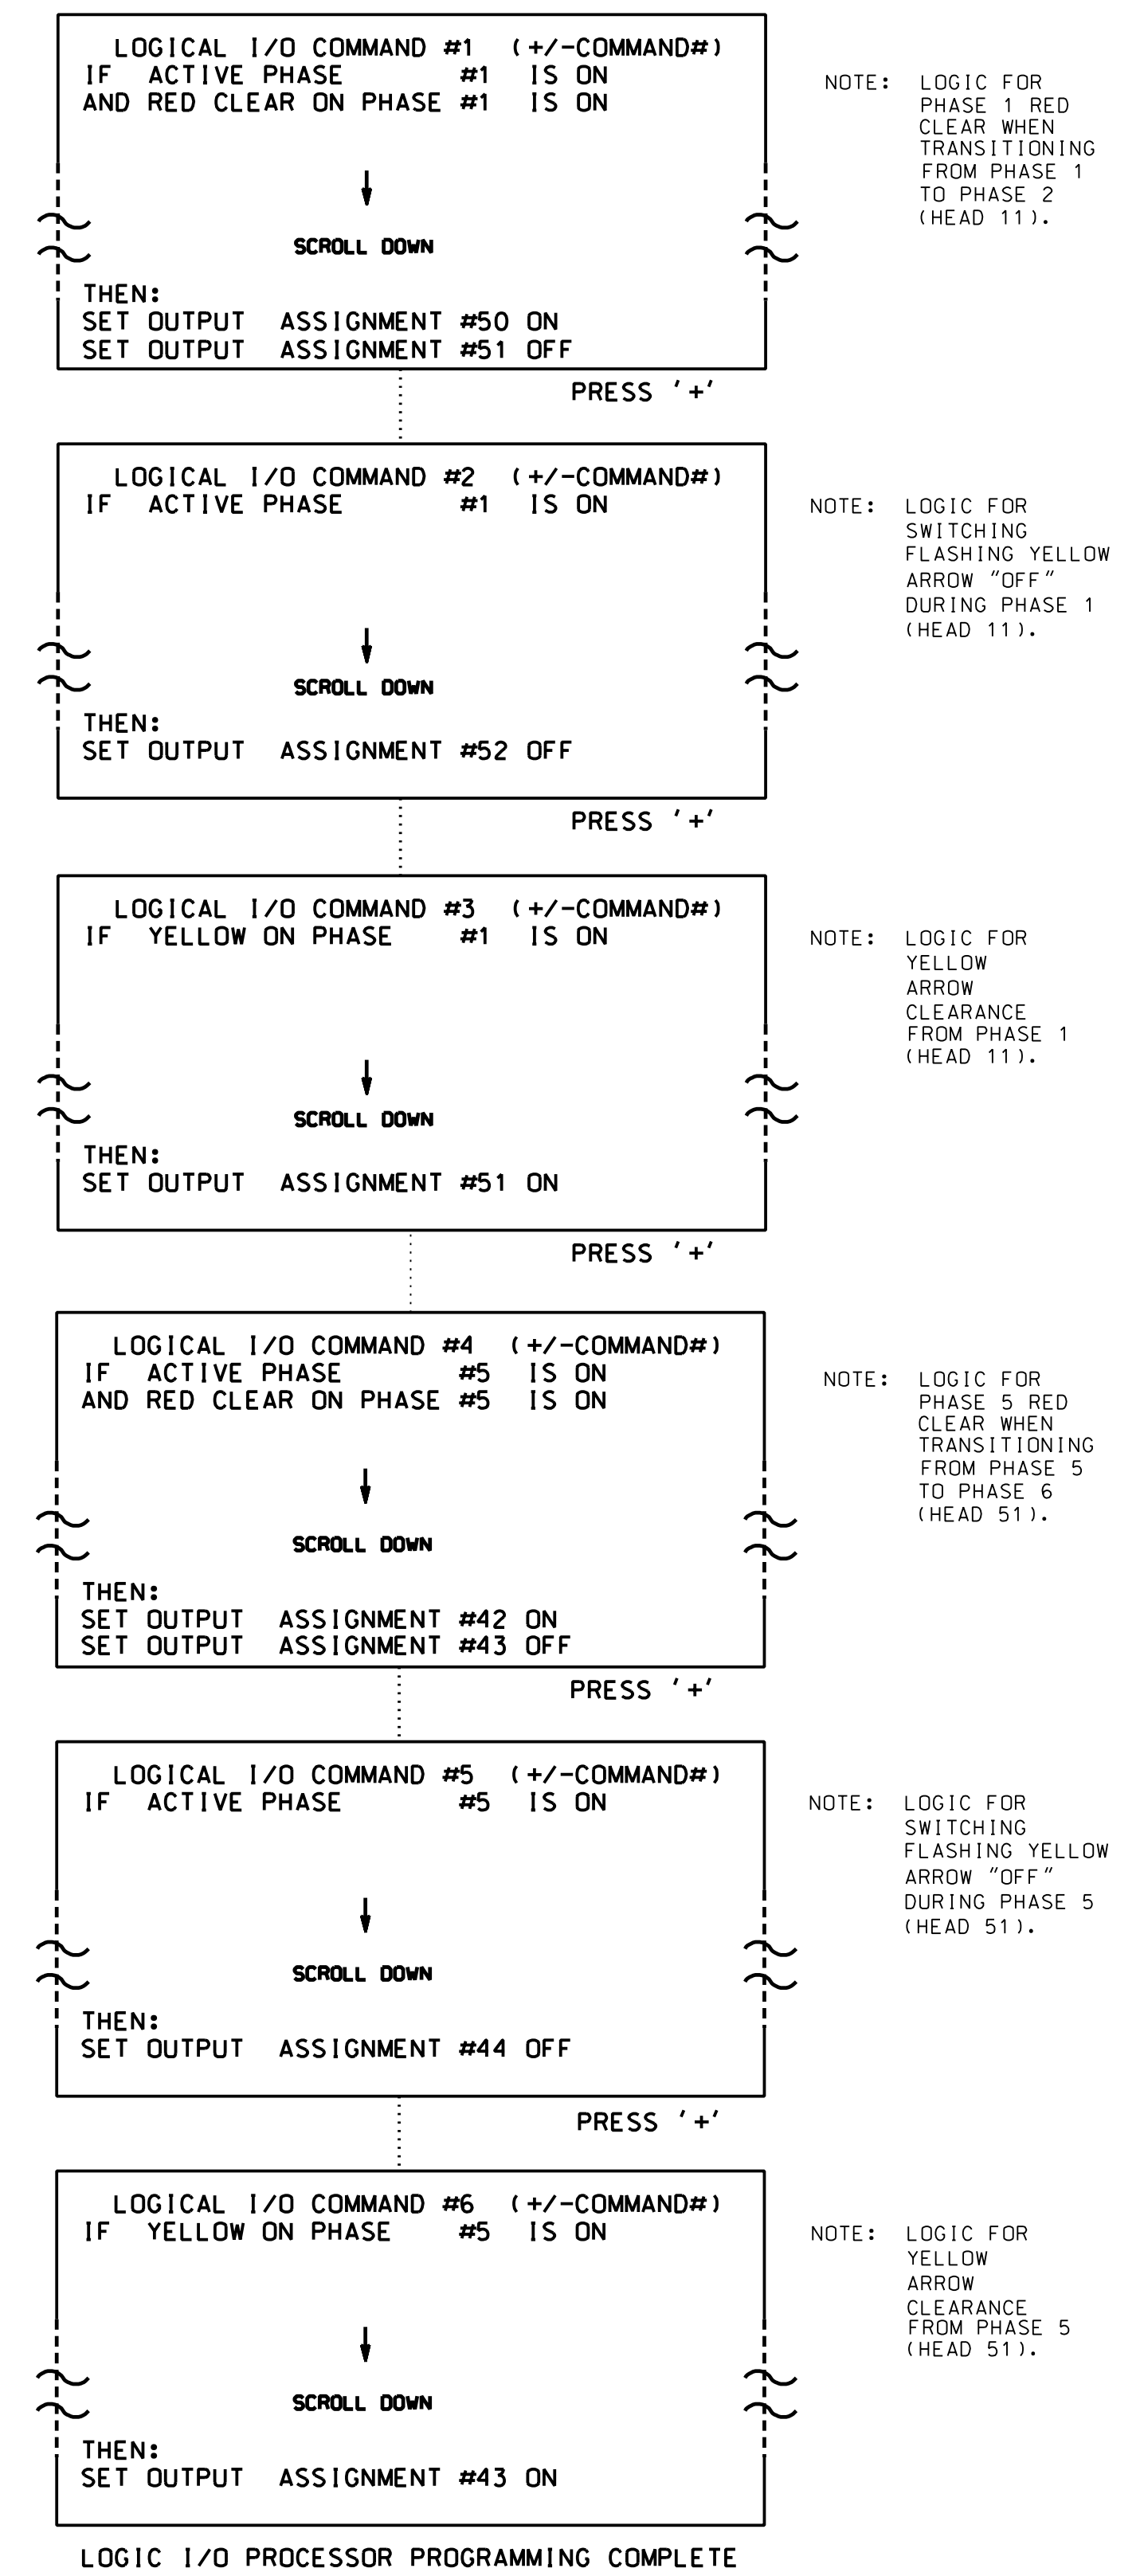 LOGICAL I/O COMMAND #1 (+/-COMMAND#)
IF ACTIVE PHASE #1 IS ON
AND RED CLEAR ON PHASE #1 IS ON
SCROLL DOWN
THEN:
SET OUTPUT ASSIGNMENT #50 ON
SET OUTPUT ASSIGNMENT #51 OFF
PRESS '+'
NOTE: LOGIC FOR
PHASE 1 RED
CLEAR WHEN
TRANSITIONING
FROM PHASE 1
TO PHASE 2
(HEAD 11).
LOGICAL I/O COMMAND #2 (+/-COMMAND#)
IF ACTIVE PHASE #1 IS ON
SCROLL DOWN
THEN:
SET OUTPUT ASSIGNMENT #52 OFF
PRESS '+'
NOTE: LOGIC FOR
SWITCHING
FLASHING YELLOW
ARROW "OFF"
DURING PHASE 1
(HEAD 11).
LOGICAL I/O COMMAND #3 (+/-COMMAND#)
IF YELLOW ON PHASE #1 IS ON
SCROLL DOWN
THEN:
SET OUTPUT ASSIGNMENT #51 ON
PRESS '+'
NOTE: LOGIC FOR
YELLOW
ARROW
CLEARANCE
FROM PHASE 1
(HEAD 11).
LOGICAL I/O COMMAND #4 (+/-COMMAND#)
IF ACTIVE PHASE #5 IS ON
AND RED CLEAR ON PHASE #5 IS ON
SCROLL DOWN
THEN:
SET OUTPUT ASSIGNMENT #42 ON
SET OUTPUT ASSIGNMENT #43 OFF
PRESS '+'
NOTE: LOGIC FOR
PHASE 5 RED
CLEAR WHEN
TRANSITIONING
FROM PHASE 5
TO PHASE 6
(HEAD 51).
LOGICAL I/O COMMAND #5 (+/-COMMAND#)
IF ACTIVE PHASE #5 IS ON
SCROLL DOWN
THEN:
SET OUTPUT ASSIGNMENT #44 OFF
PRESS '+'
NOTE: LOGIC FOR
SWITCHING
FLASHING YELLOW
ARROW "OFF"
DURING PHASE 5
(HEAD 51).
LOGICAL I/O COMMAND #6 (+/-COMMAND#)
IF YELLOW ON PHASE #5 IS ON
SCROLL DOWN
THEN:
SET OUTPUT ASSIGNMENT #43 ON
NOTE: LOGIC FOR
YELLOW
ARROW
CLEARANCE
FROM PHASE 5
(HEAD 51).
LOGIC I/O PROCESSOR PROGRAMMING COMPLETE